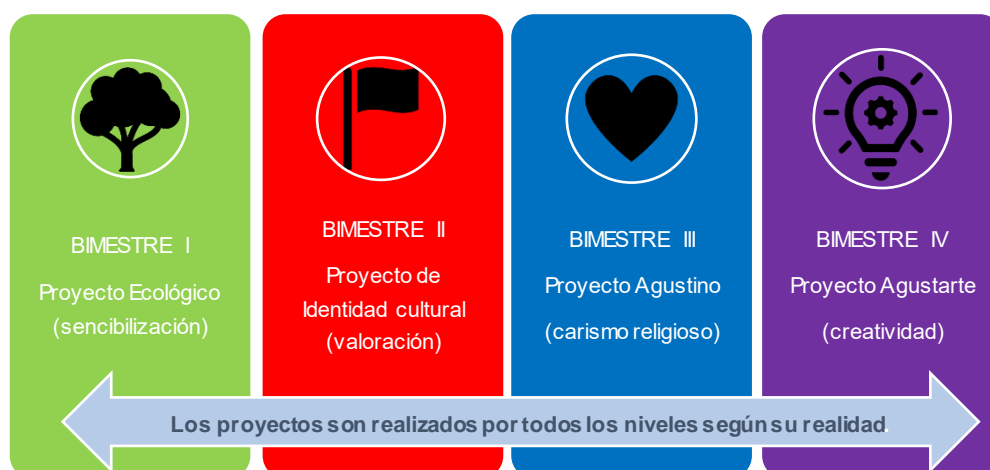 BIMESTRE I
Proyecto Ecológico
(sencibilización)
BIMESTRE II
Proyecto de
Identidad cultural
(valoración)
BIMESTRE III
Proyecto Agustino
(carismo religioso)
BIMESTRE IV
Proyecto Agustarte
(creatividad)
Los proyectos son realizados por todos los niveles según su realidad.